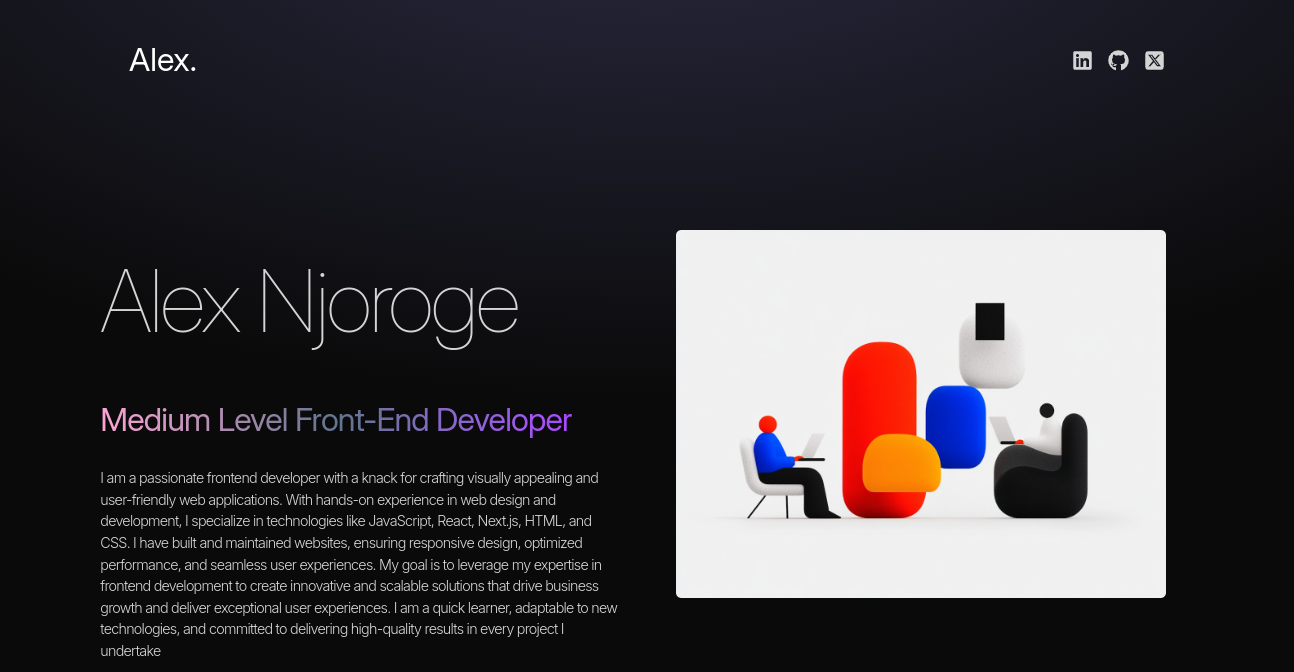 Alex.
Alex Njoroge
Medium Level Front-End Developer
I am a passionate frontend developer with a knack for crafting visually appealing and
user-friendly web applications. With hands-on experience in web design and
development, I specialize in technologies like JavaScript, React, Next.js, HTML, and
CSS. I have built and maintained websites, ensuring responsive design, optimized
performance, and seamless user experiences. My goal is to leverage my expertise in
frontend development to create innovative and scalable solutions that drive business
growth and deliver exceptional user experiences. I am a quick learner, adaptable to new
technologies, and committed to delivering high-quality results in every project I
undertake